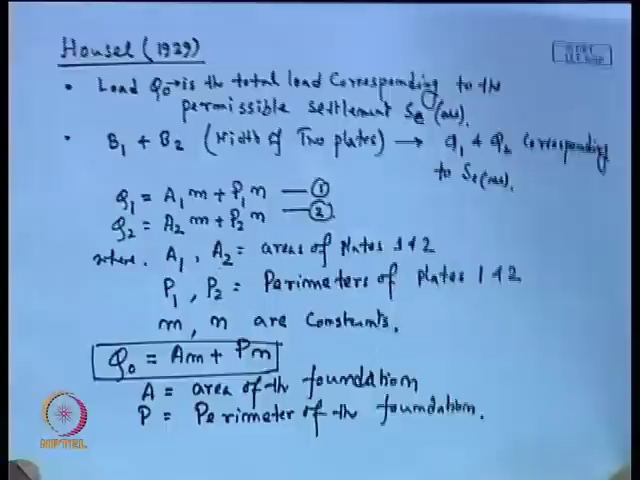 Housel (1929)
• Load Q0 → is the total load corresponding to the
permissible settlement Se(all).
• B1 & B2 (Width of Two plates) → Q1 & Q2 corresponding
to Se(all).
Q1 = A1 m + P1 n — ①
Q2 = A2 m + P2 n — ②
where. A1, A2 = areas of plates 1 & 2
P1, P2 = Perimeters of plates 1 & 2
m, n are constants.
Q0 = Am + Pn
A = area of the foundation
P = Perimeter of the foundation.
NPTEL